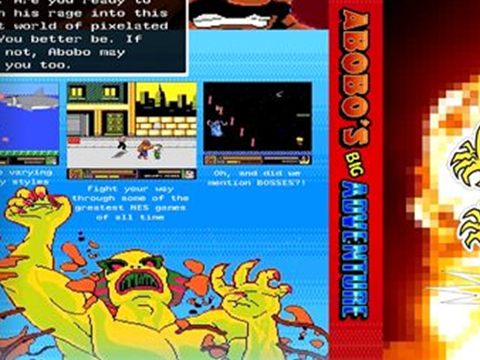 . Are you ready to
h his rage into this
t world of pixelated
You better be. If
not, Abobo may
you too.
o varying
y styles
Fight your way
through some of the
greatest NES games
of all time
Oh, and did we
mention BOSSES?!
ABOBO'S BIG ADVENTURE